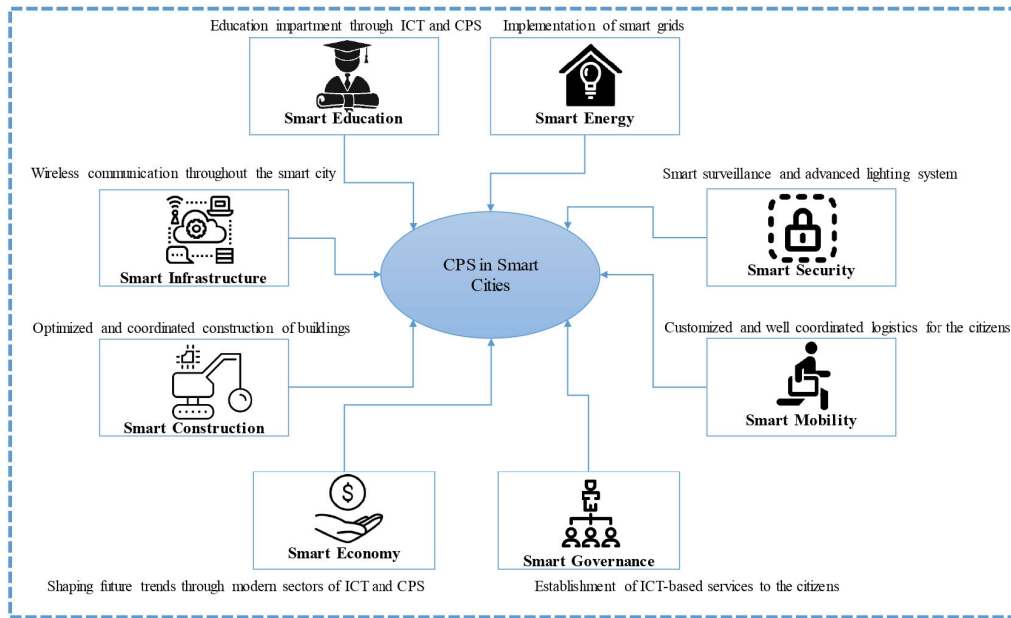 Education impartment through ICT and CPS
Implementation of smart grids
Smart Education
Smart Energy
Wireless communication throughout the smart city
Smart surveillance and advanced lighting system
Smart Infrastructure
Smart Security
CPS in Smart
Cities
Optimized and coordinated construction of buildings
Customized and well coordinated logistics for the citizens
Smart Construction
Smart Mobility
$
Smart Economy
Smart Governance
Shaping future trends through modern sectors of ICT and CPS
Establishment of ICT-based services to the citizens